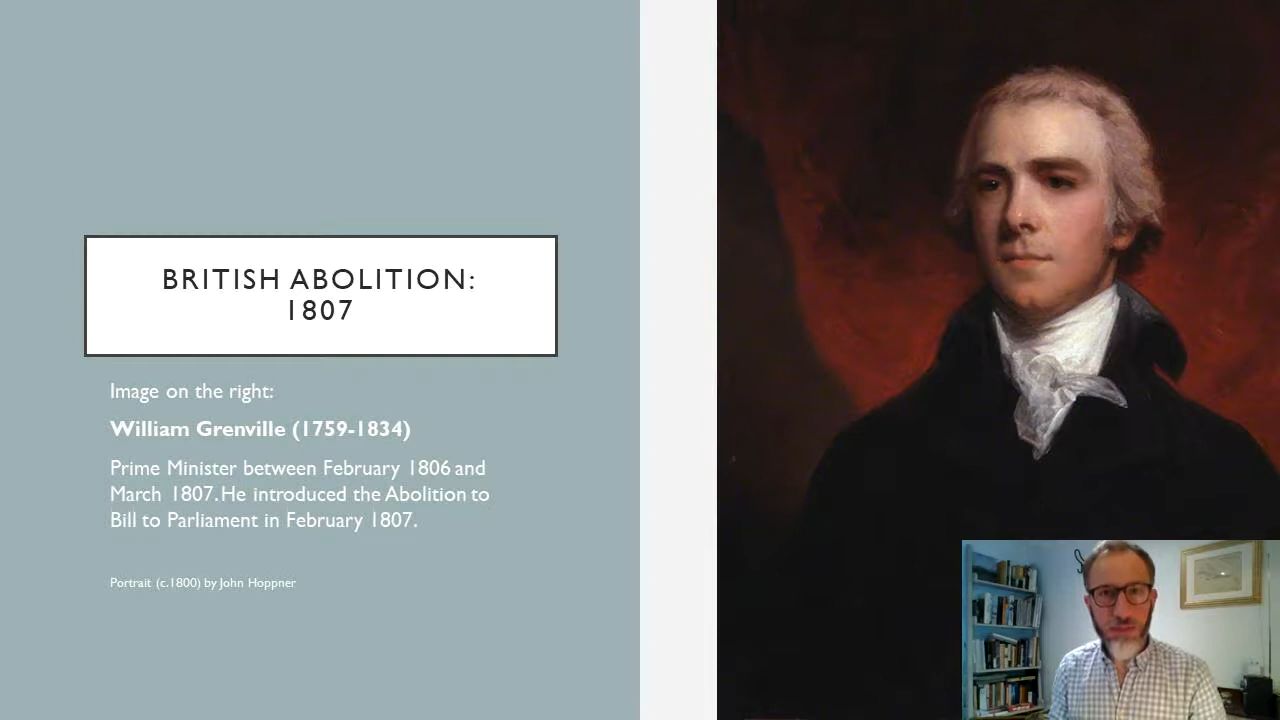 BRITISH ABOLITION:
1807
Image on the right:
William Grenville (1759-1834)
Prime Minister between February 1806 and
March 1807. He introduced the Abolition to
Bill to Parliament in February 1807.
Portrait (c.1800) by John Hoppner